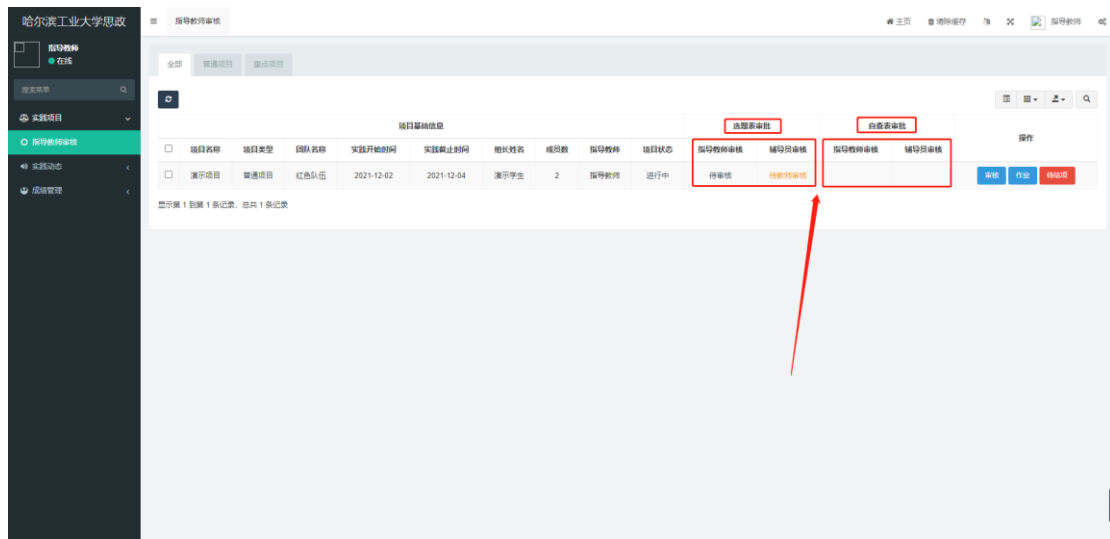 哈尔滨工业大学思政
指导教师审核
主页 清除缓存 指导教师
指导教师
在线
全部 普通项目 重点项目
搜索菜单
实践项目
指导教师审核
实践动态
成绩管理
项目基础信息 选题表审批 自查表审批 操作
项目名称 项目类型 团队名称 实践开始时间 实践截止时间 组长姓名 成员数 指导教师 项目状态 指导教师审核 辅导员审核 指导教师审核 辅导员审核
演示项目 普通项目 红色队伍 2021-12-02 2021-12-04 演示学生 2 指导教师 进行中 待审核 待教师审核 审核 作业 待结项
显示第 1 到第 1 条记录，总共 1 条记录